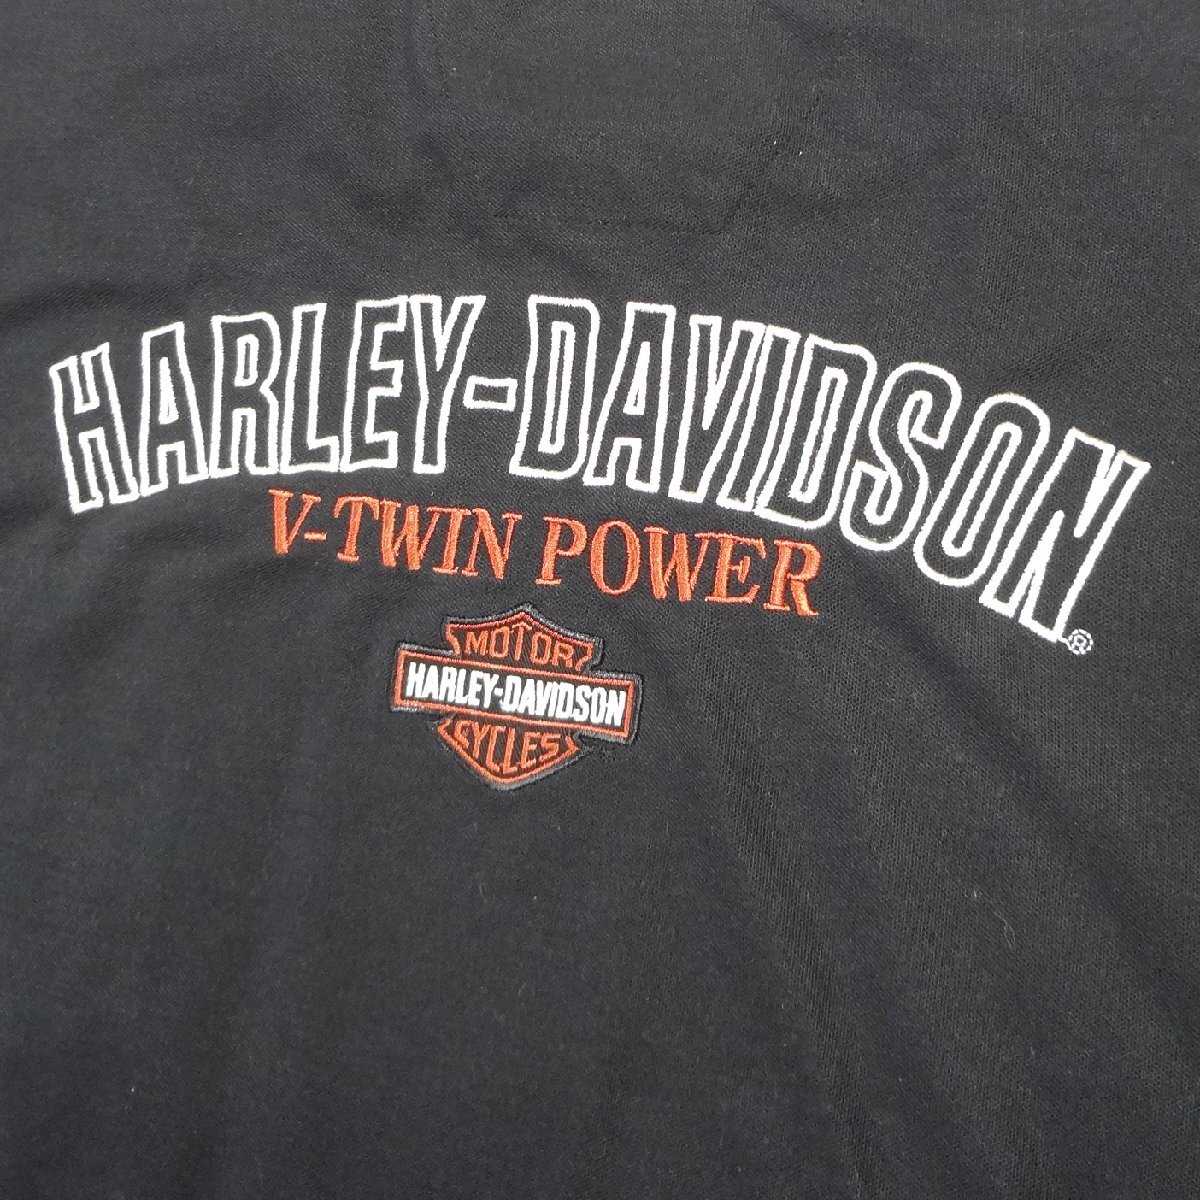 HARLEY-DAVIDSON®
V-TWIN POWER
MOTOR
HARLEY-DAVIDSON
CYCLES